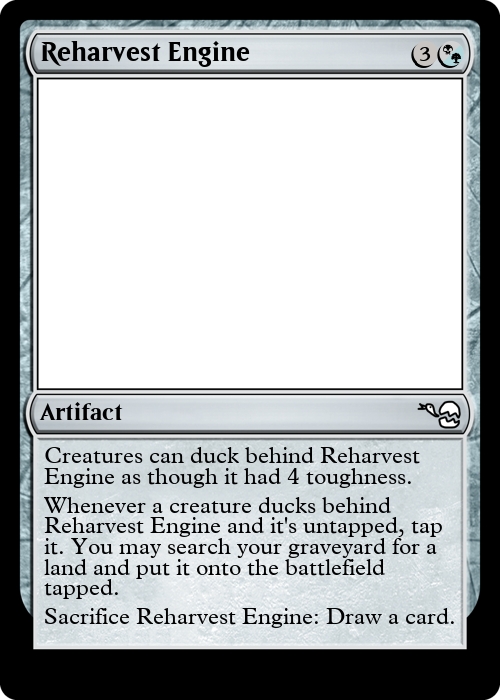 Reharvest Engine 3
Artifact
Creatures can duck behind Reharvest
Engine as though it had 4 toughness.
Whenever a creature ducks behind
Reharvest Engine and it's untapped, tap
it. You may search your graveyard for a
land and put it onto the battlefield
tapped.
Sacrifice Reharvest Engine: Draw a card.